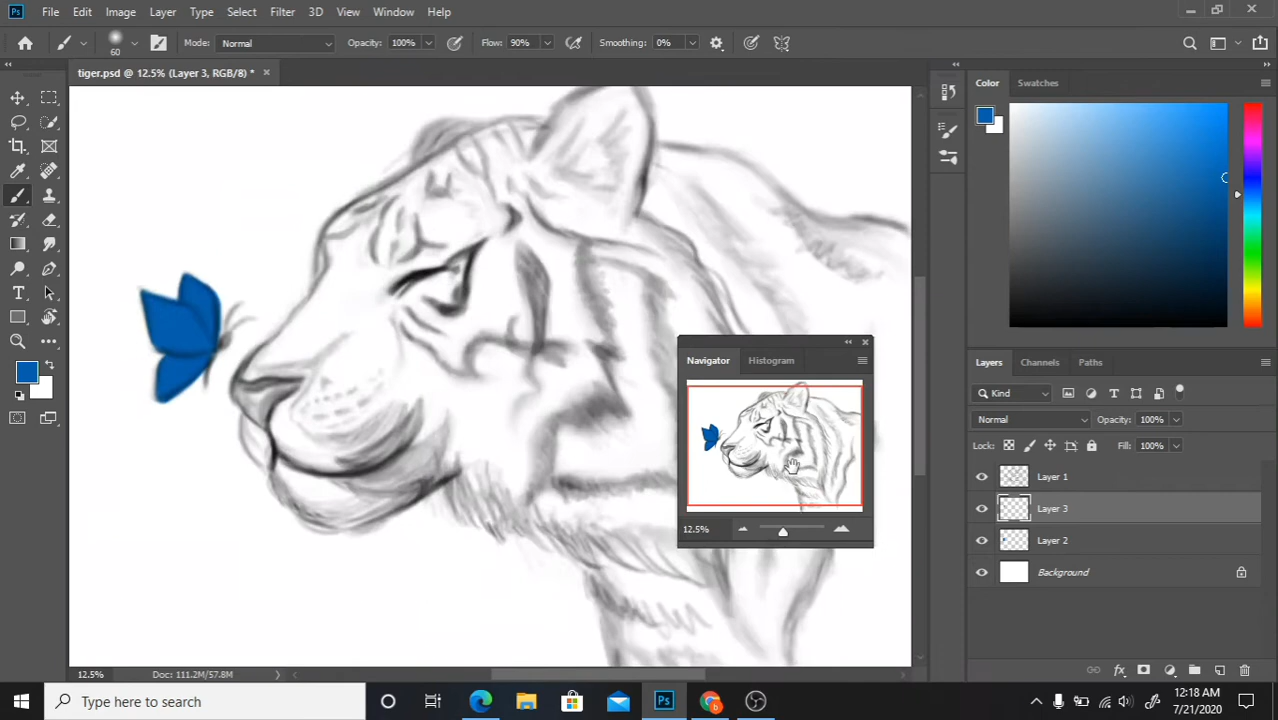 Ps File Edit Image Layer Type Select Filter 3D View Window Help
60 Mode: Normal Opacity: 100% Flow: 90% Smoothing: 0%
tiger.psd @ 12.5% (Layer 3, RGB/8) *
Color Swatches
Navigator Histogram
12.5%
Layers Channels Paths
Kind
Normal Opacity: 100%
Lock: Fill: 100%
Layer 1
Layer 3
Layer 2
Background
12.5% Doc: 111.2M/57.8M
Type here to search
Ps
12:18 AM
7/21/2020